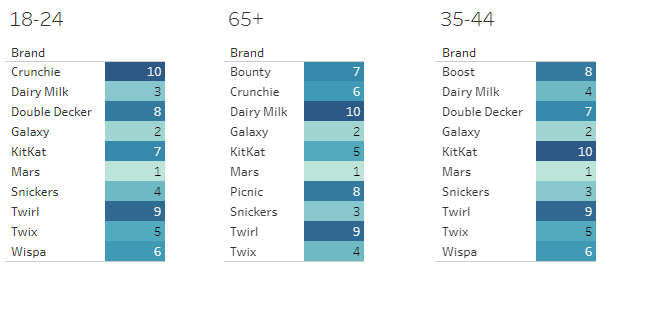 18-24
Brand
Crunchie 10
Dairy Milk 3
Double Decker 8
Galaxy 2
KitKat 7
Mars 1
Snickers 4
Twirl 9
Twix 5
Wispa 6
65+
Brand
Bounty 7
Crunchie 6
Dairy Milk 10
Galaxy 2
KitKat 5
Mars 1
Picnic 8
Snickers 3
Twirl 9
Twix 4
35-44
Brand
Boost 8
Dairy Milk 4
Double Decker 7
Galaxy 2
KitKat 10
Mars 1
Snickers 3
Twirl 9
Twix 5
Wispa 6